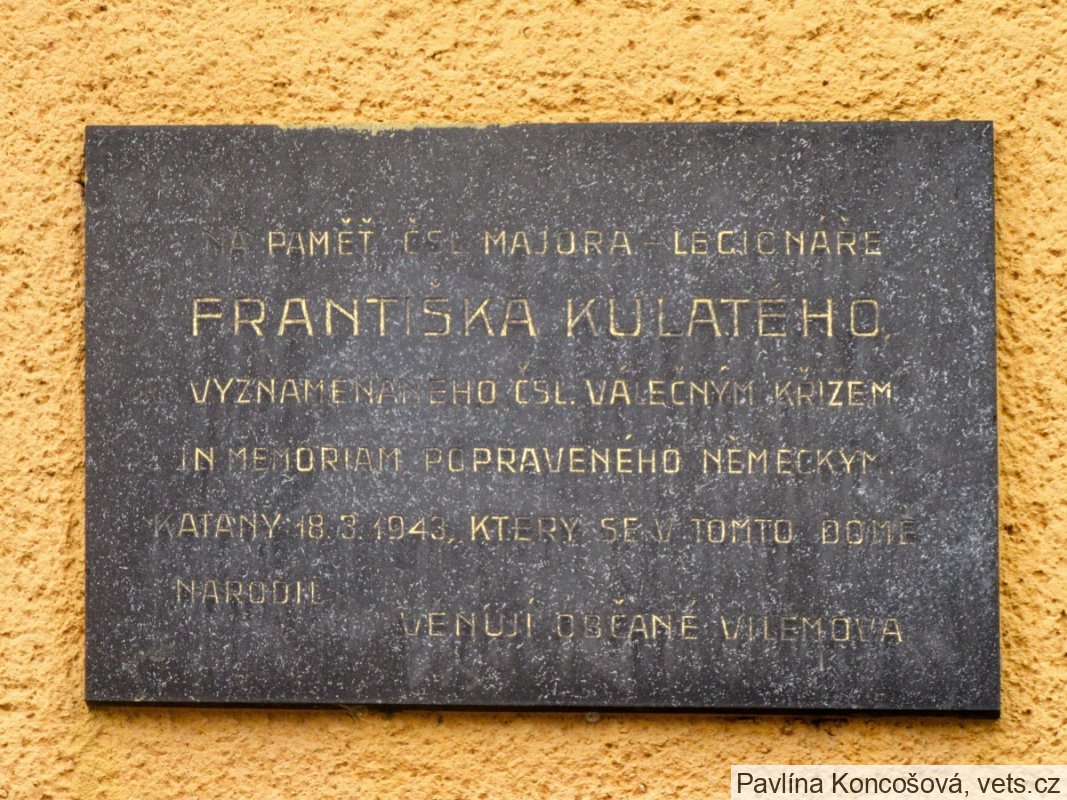 NA PAMĚŤ ČSL. MAJORA - LEGIONÁŘE
FRANTIŠKA KULATÉHO,
VYZNAMENANÉHO ČSL. VÁLEČNÝM KŘÍŽEM
IN MEMORIAM, POPRAVENÉHO NĚMECKÝMI
KATANY 18.3.1943, KTERÝ SE V TOMTO DOMĚ
NARODIL.
VĚNUJÍ OBČANÉ VILÉMOVA
Pavlína Koncošová, vets.cz